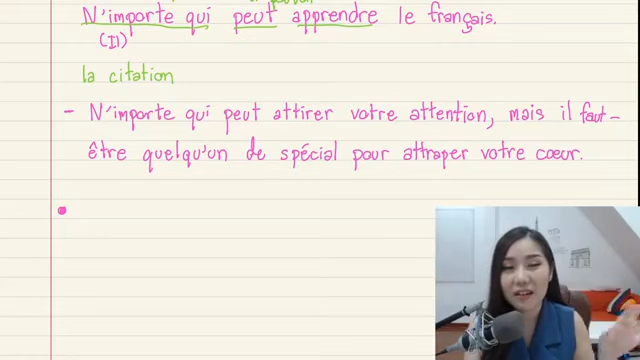 N'importe qui peut apprendre le français.
(Il)
la citation
- N'importe qui peut attirer votre attention, mais il faut-
être quelqu'un de spécial pour attraper votre cœur.